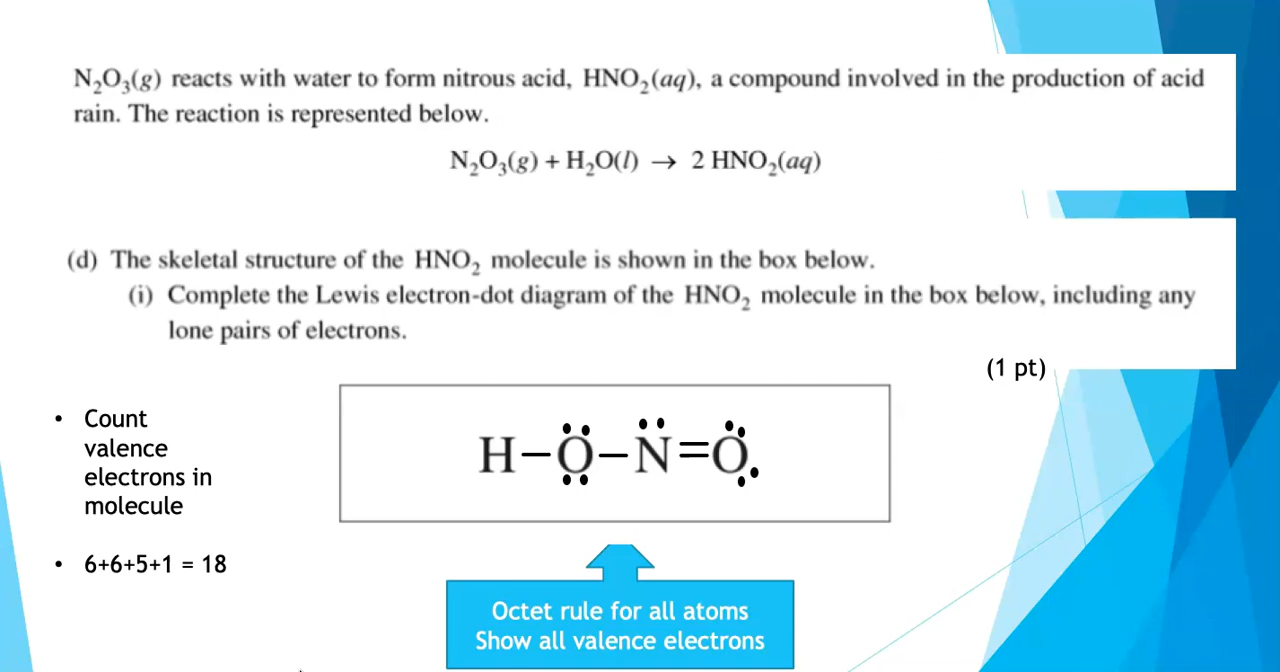 N₂O₃(g) reacts with water to form nitrous acid, HNO₂(aq), a compound involved in the production of acid
rain. The reaction is represented below.
N₂O₃(g) + H₂O(l) → 2 HNO₂(aq)
(d) The skeletal structure of the HNO₂ molecule is shown in the box below.
(i) Complete the Lewis electron-dot diagram of the HNO₂ molecule in the box below, including any
lone pairs of electrons.
(1 pt)
• Count
valence
electrons in
molecule
H–O–N=O
• 6+6+5+1 = 18
Octet rule for all atoms
Show all valence electrons